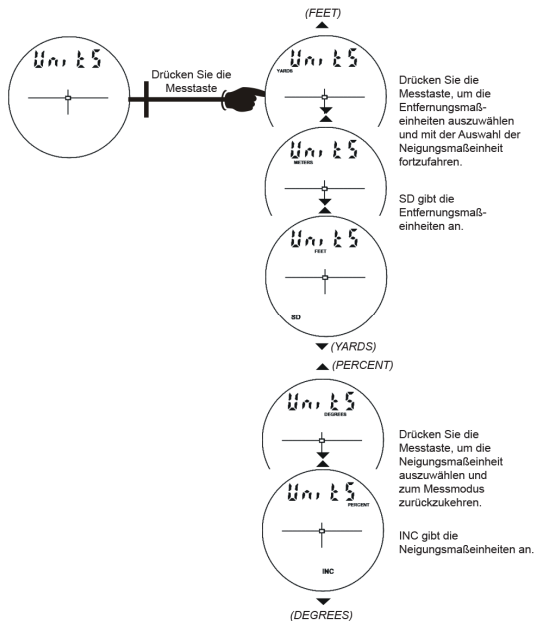 (FEET)
UnitS
Drücken Sie die
Messtaste
UnitS
YARDS
Drücken Sie die
Messtaste, um die
Entfernungsmaß-
einheiten auszuwählen
und mit der Auswahl der
Neigungsmaßeinheit
fortzufahren.
UnitS
METERS
SD gibt die
Entfernungsmaß-
einheiten an.
UnitS
FEET
SD
(YARDS)
(PERCENT)
UnitS
DEGREES
Drücken Sie die
Messtaste, um die
Neigungsmaßeinheit
auszuwählen und
zum Messmodus
zurückzukehren.
UnitS
PERCENT
INC gibt die
Neigungsmaßeinheiten an.
INC
(DEGREES)